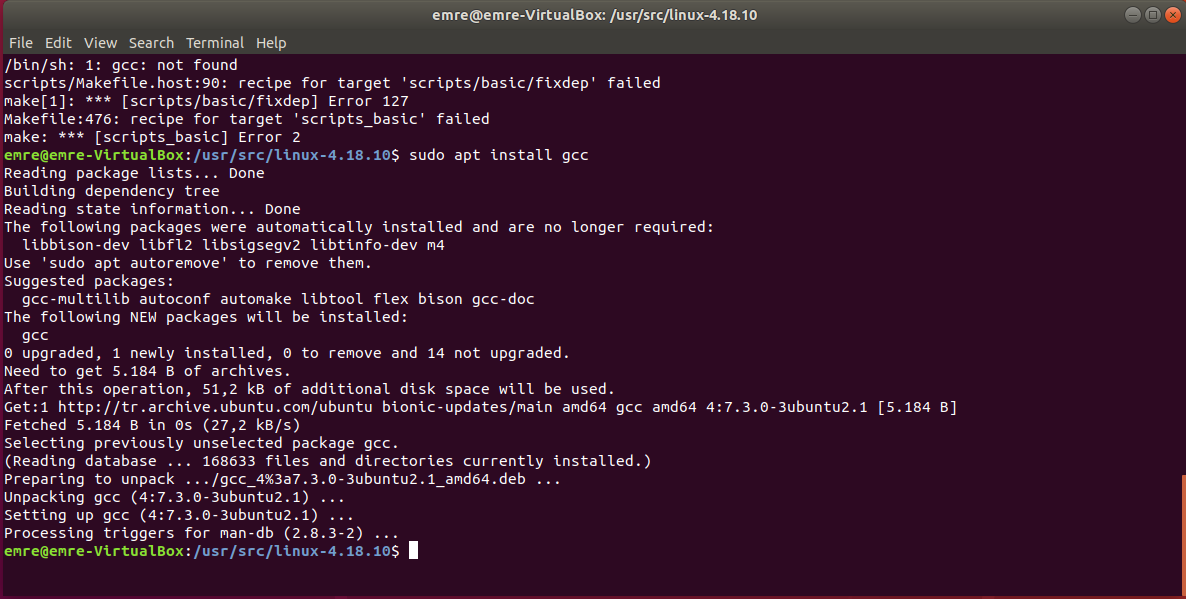 emre@emre-VirtualBox: /usr/src/linux-4.18.10
File Edit View Search Terminal Help
/bin/sh: 1: gcc: not found
scripts/Makefile.host:90: recipe for target 'scripts/basic/fixdep' failed
make[1]: *** [scripts/basic/fixdep] Error 127
Makefile:476: recipe for target 'scripts_basic' failed
make: *** [scripts_basic] Error 2
emre@emre-VirtualBox:/usr/src/linux-4.18.10$ sudo apt install gcc
Reading package lists... Done
Building dependency tree
Reading state information... Done
The following packages were automatically installed and are no longer required:
  libbison-dev libfl2 libsigsegv2 libtinfo-dev m4
Use 'sudo apt autoremove' to remove them.
Suggested packages:
  gcc-multilib autoconf automake libtool flex bison gcc-doc
The following NEW packages will be installed:
  gcc
0 upgraded, 1 newly installed, 0 to remove and 14 not upgraded.
Need to get 5.184 B of archives.
After this operation, 51,2 kB of additional disk space will be used.
Get:1 http://tr.archive.ubuntu.com/ubuntu bionic-updates/main amd64 gcc amd64 4:7.3.0-3ubuntu2.1 [5.184 B]
Fetched 5.184 B in 0s (27,2 kB/s)
Selecting previously unselected package gcc.
(Reading database ... 168633 files and directories currently installed.)
Preparing to unpack .../gcc_4%3a7.3.0-3ubuntu2.1_amd64.deb ...
Unpacking gcc (4:7.3.0-3ubuntu2.1) ...
Setting up gcc (4:7.3.0-3ubuntu2.1) ...
Processing triggers for man-db (2.8.3-2) ...
emre@emre-VirtualBox:/usr/src/linux-4.18.10$